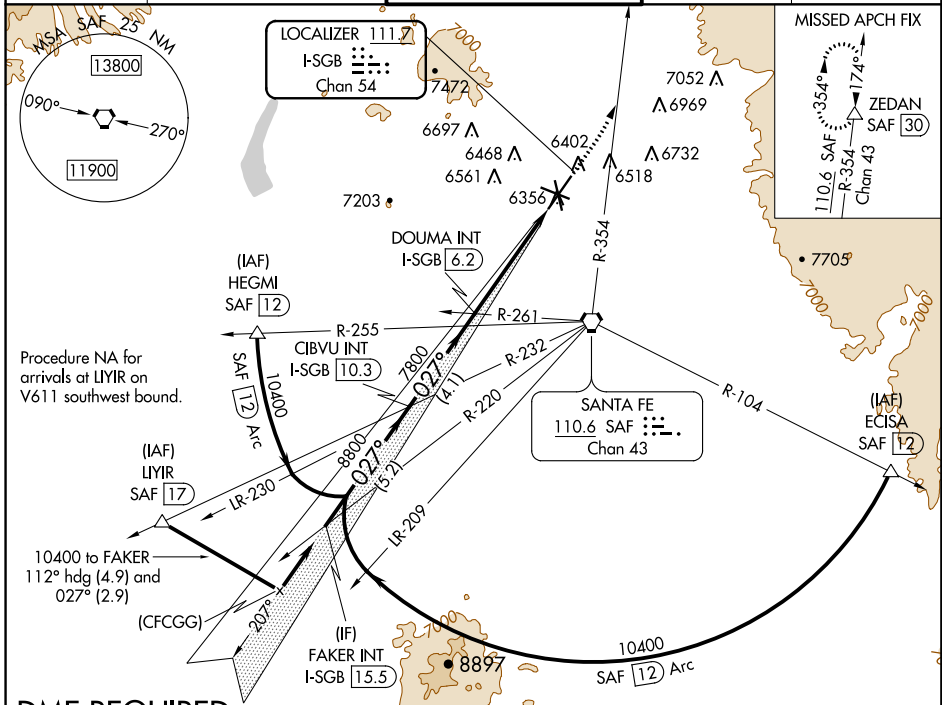 MSA SAF 25 NM
13800
090°
270°
11900
LOCALIZER 111.7
I-SGB
Chan 54
7000
7472
7052
6969
6697
6468
6561
6402
6732
6518
6356
7203
MISSED APCH FIX
354°
174°
ZEDAN
SAF 30
110.6 SAF
R-354
Chan 43
7705
7000
7000
DOUMA INT
I-SGB 6.2
(IAF)
HEGMI
SAF 12
R-354
R-261
R-255
CIBVU INT
I-SGB 10.3
7800
027°
(4.1)
R-232
R-220
R-104
Procedure NA for
arrivals at LIYIR on
V611 southwest bound.
10400
SAF 12 Arc
SANTA FE
110.6 SAF
Chan 43
(IAF)
ECISA
SAF 12
8800
027°
(5.2)
(IAF)
LIYIR
SAF 17
LR-230
LR-209
10400 to FAKER
112° hdg (4.9) and
027° (2.9)
(CFCGG)
207°
(IF)
FAKER INT
I-SGB 15.5
7000
8897
10400
SAF 12 Arc
DME REQUIRED